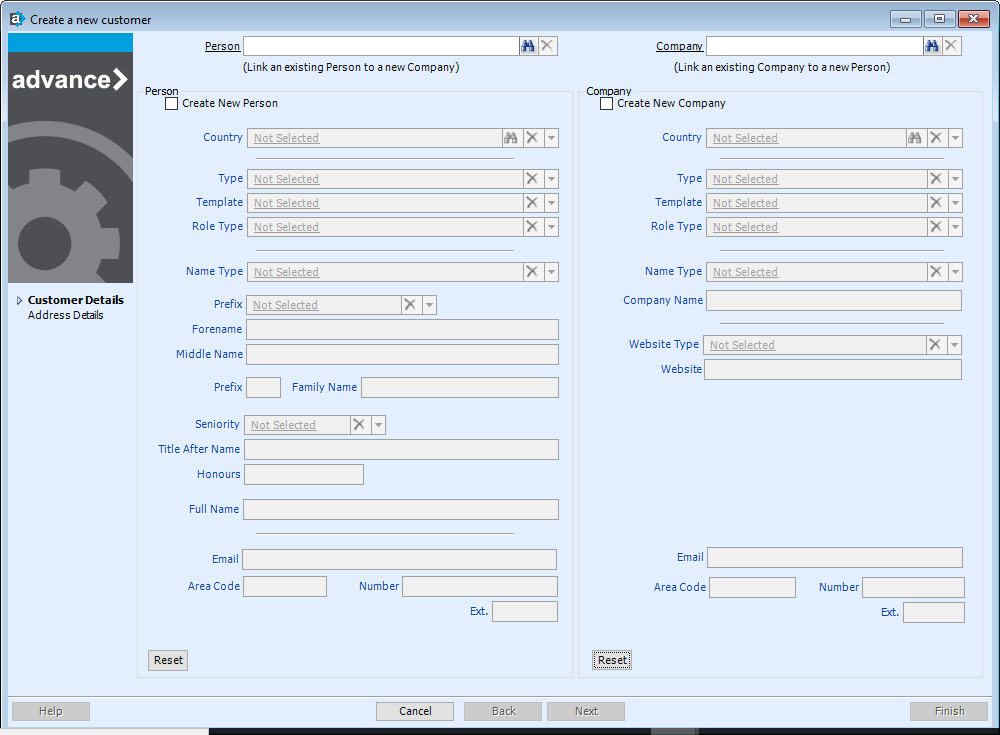 Create a new customer
advance
Customer Details
Address Details
Person
(Link an existing Person to a new Company)
Company
(Link an existing Company to a new Person)
Person
Create New Person
Country Not Selected
Type Not Selected
Template Not Selected
Role Type Not Selected
Name Type Not Selected
Prefix Not Selected
Forename
Middle Name
Prefix Family Name
Seniority Not Selected
Title After Name
Honours
Full Name
Email
Area Code Number
Ext.
Reset
Company
Create New Company
Country Not Selected
Type Not Selected
Template Not Selected
Role Type Not Selected
Name Type Not Selected
Company Name
Website Type Not Selected
Website
Email
Area Code Number
Ext.
Reset
Help Cancel Back Next Finish